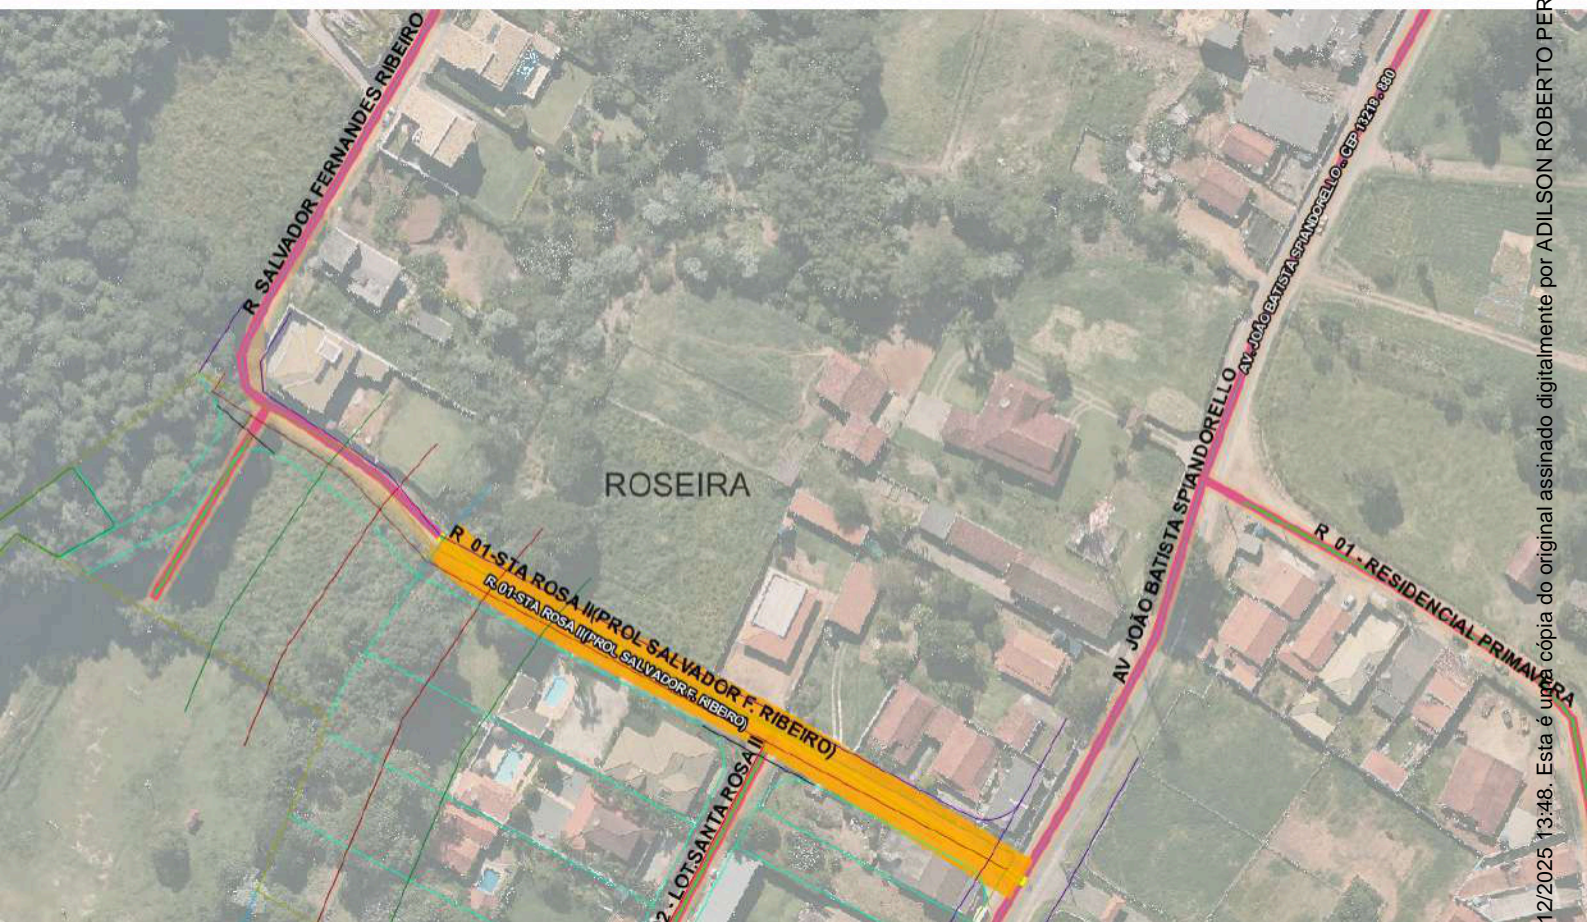 R SALVADOR FERNANDES RIBEIRO
AV. JOÃO BATISTA SPIANDORELLO - CEP 13218-880
ROSEIRA
AV JOÃO BATISTA SPIANDORELLO
R 01-STA ROSA II(PROL SALVADOR F. RIBEIRO)
R. 01-STA ROSA II(PROL SALVADOR F. RIBEIRO)
R 01 - RESIDENCIAL PRIMAVERA
2 - LOT.SANTA ROSA II
12/2025 13:48. Esta é uma cópia do original assinado digitalmente por ADILSON ROBERTO PER